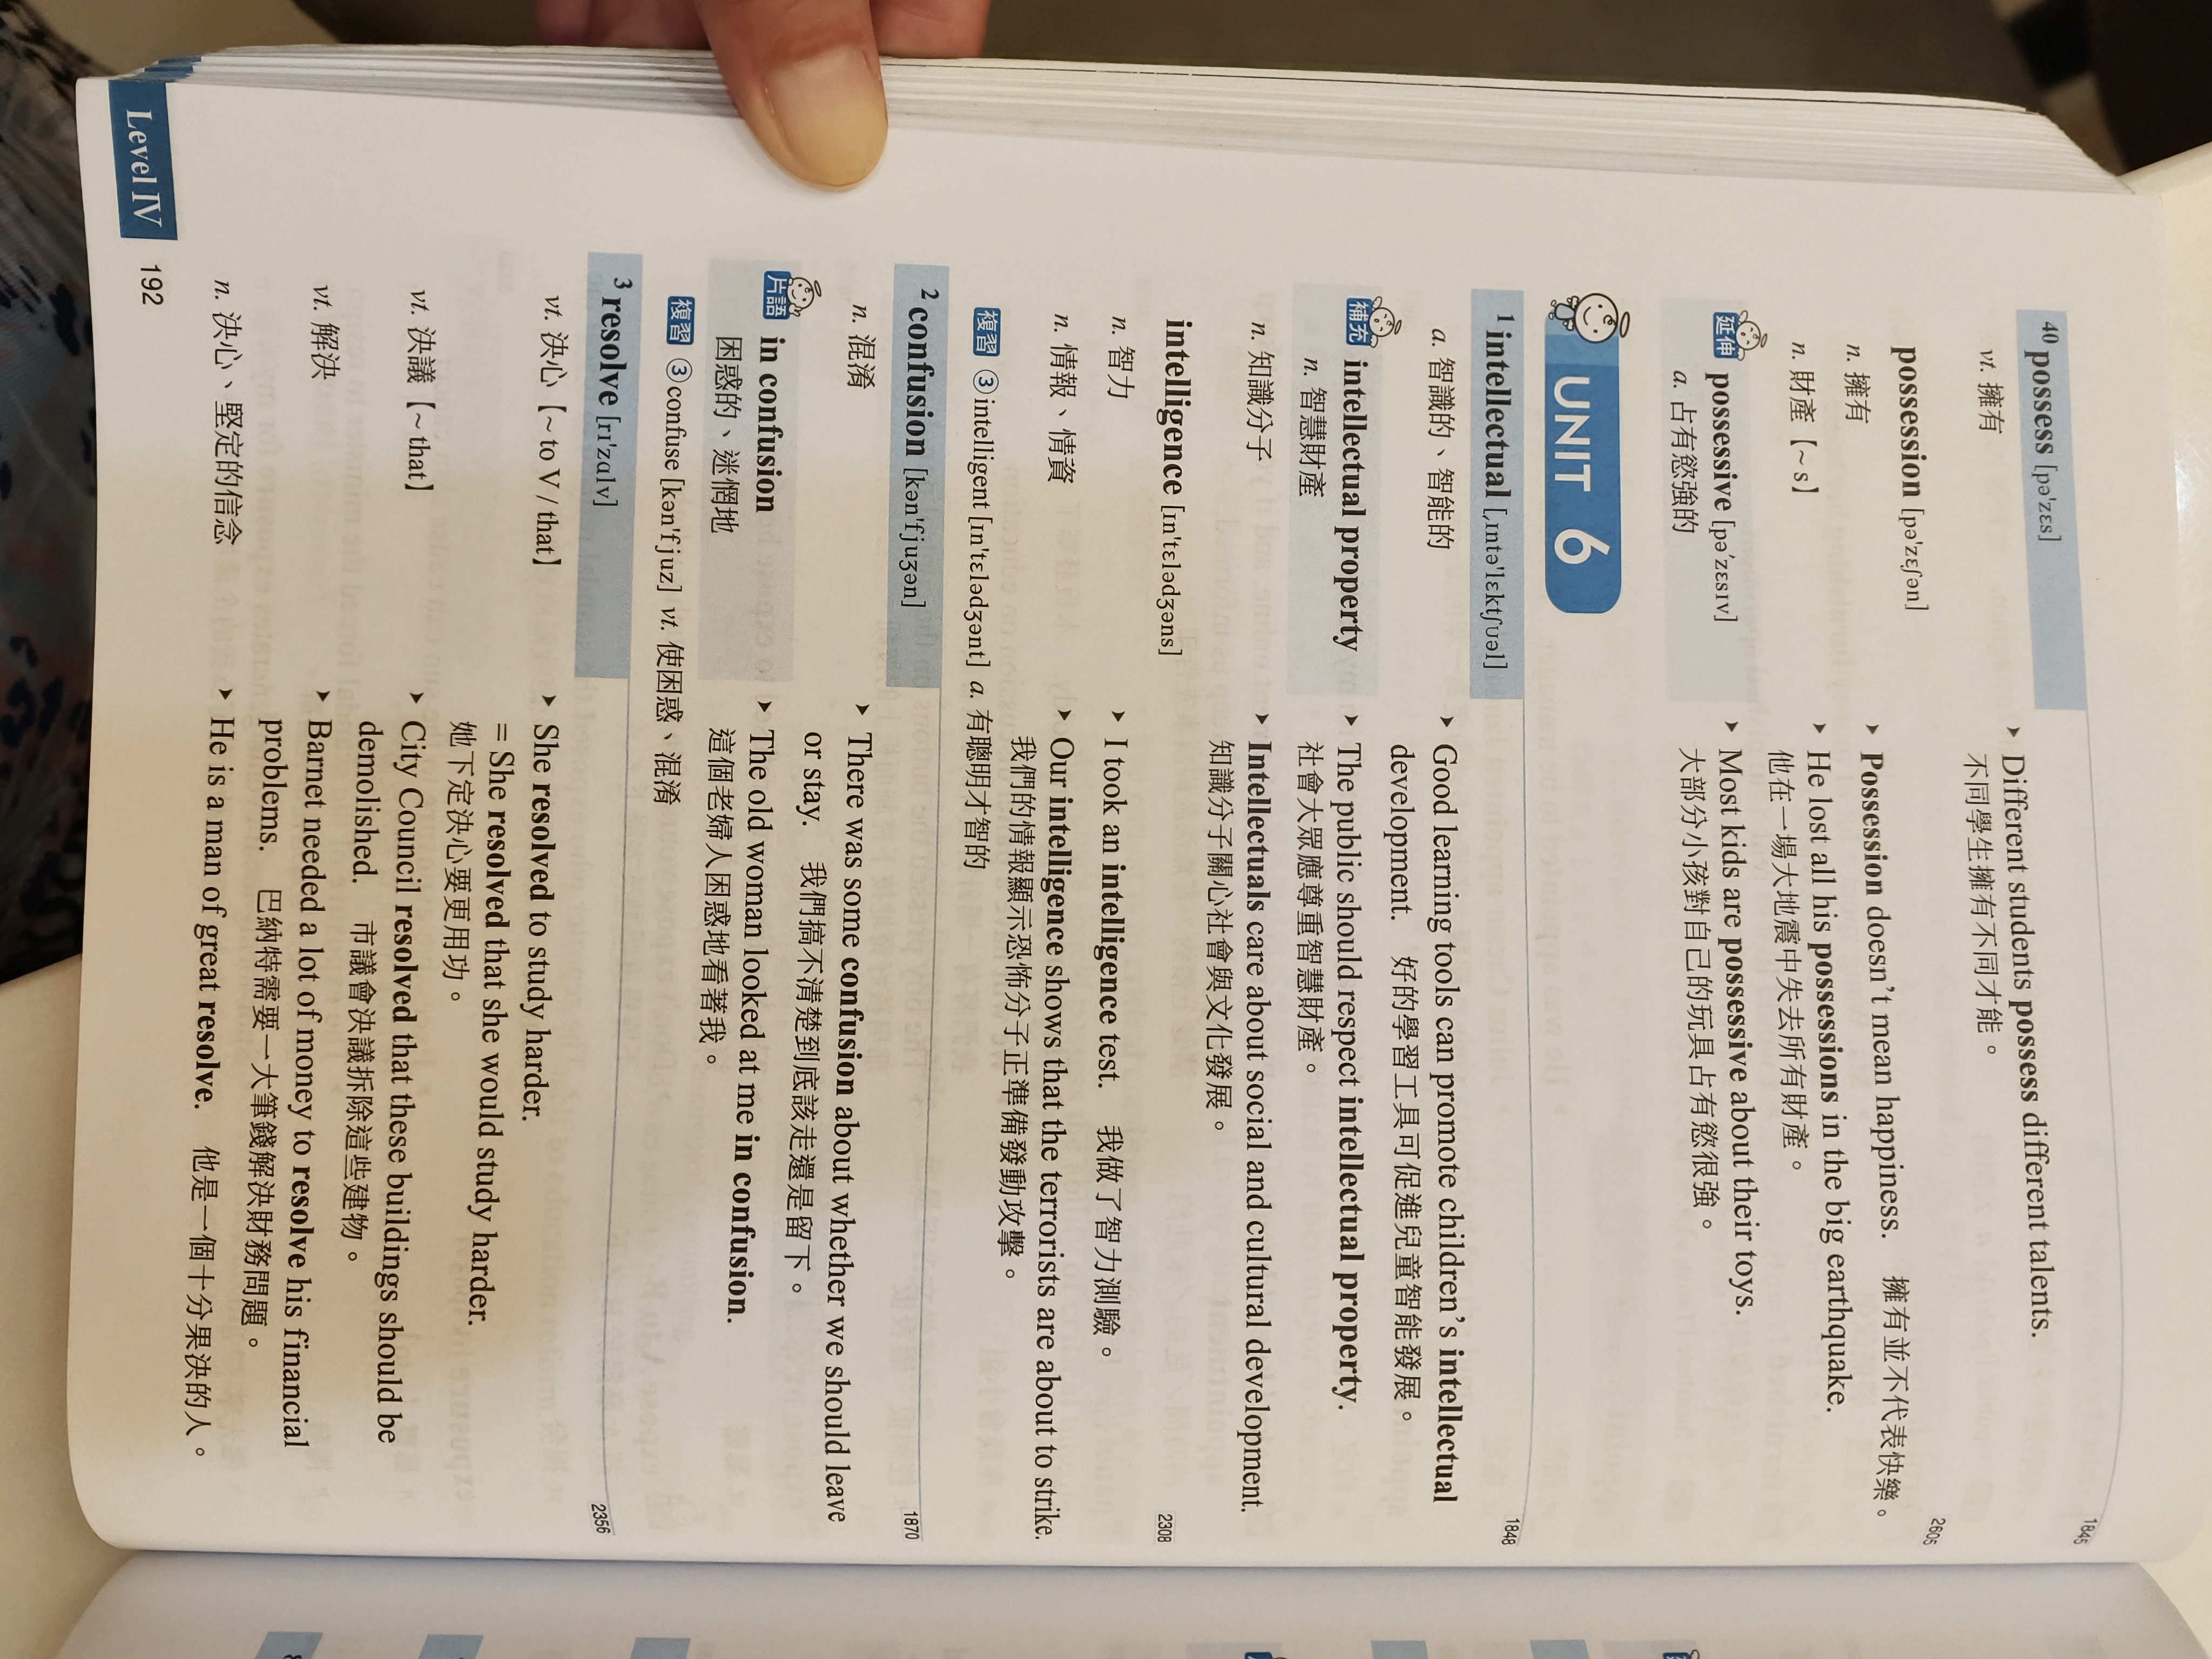 40 possess [pəˋzɛs] 1845
vt. 擁有
➤ Different students possess different talents.
不同學生擁有不同才能。
possession [pəˋzɛʃən] 2605
n. 擁有
➤ Possession doesn't mean happiness. 擁有並不代表快樂。
n. 財產【~s】
➤ He lost all his possessions in the big earthquake.
他在一場大地震中失去所有財產。
延伸 possessive [pəˋzɛsɪv]
a. 占有慾強的
➤ Most kids are possessive about their toys.
大部分小孩對自己的玩具占有慾很強。
UNIT 6
1 intellectual [ˌɪntəˋlɛktʃʊəl] 1848
a. 智識的、智能的
➤ Good learning tools can promote children's intellectual
development. 好的學習工具可促進兒童智能發展。
補充 intellectual property
n. 智慧財產
➤ The public should respect intellectual property.
社會大眾應尊重智慧財產。
n. 知識分子
➤ Intellectuals care about social and cultural development.
知識分子關心社會與文化發展。
intelligence [ɪnˋtɛlədʒəns] 2308
n. 智力
➤ I took an intelligence test. 我做了智力測驗。
n. 情報、情資
➤ Our intelligence shows that the terrorists are about to strike.
我們的情報顯示恐怖分子正準備發動攻擊。
複習 ③intelligent [ɪnˋtɛlədʒənt] a. 有聰明才智的
2 confusion [kənˋfjuʒən] 1870
n. 混淆
➤ There was some confusion about whether we should leave
or stay. 我們搞不清楚到底該走還是留下。
片語 in confusion
困惑的、迷惘地
➤ The old woman looked at me in confusion.
這個老婦人困惑地看著我。
複習 ③confuse [kənˋfjuz] vt. 使困惑、混淆
3 resolve [rɪˋzɑlv] 2356
vt. 決心【~ to V / that】
➤ She resolved to study harder.
= She resolved that she would study harder.
她下定決心要更用功。
vt. 決議【~ that】
➤ City Council resolved that these buildings should be
demolished. 市議會決議拆除這些建物。
vt. 解決
➤ Barnet needed a lot of money to resolve his financial
problems. 巴納特需要一大筆錢解決財務問題。
n. 決心、堅定的信念
➤ He is a man of great resolve. 他是一個十分果決的人。
Level IV 192